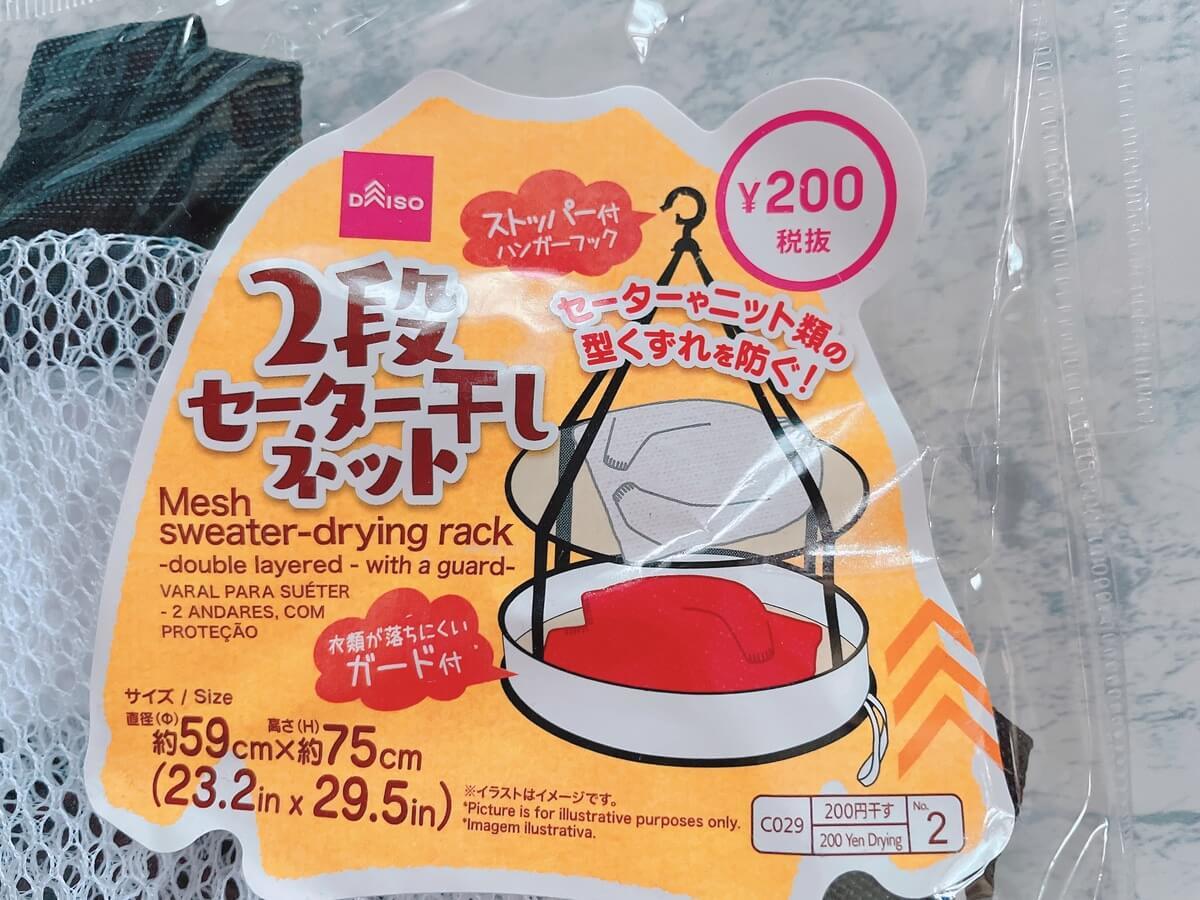 DAISO
ストッパー付
ハンガーフック
¥200
税抜
セーターやニット類の
型くずれを防ぐ!
2段
セーター干し
ネット
Mesh
sweater-drying rack
-double layered - with a guard-
VARAL PARA SUÉTER
- 2 ANDARES, COM
PROTEÇÃO
衣類が落ちにくい
ガード付
サイズ / Size
直径(Φ) 高さ(H)
約59cm×約75cm
(23.2in x 29.5in)
※イラストはイメージです。
*Picture is for illustrative purposes only.
*Imagem ilustrativa.
C029
200円干す
200 Yen Drying
No.
2